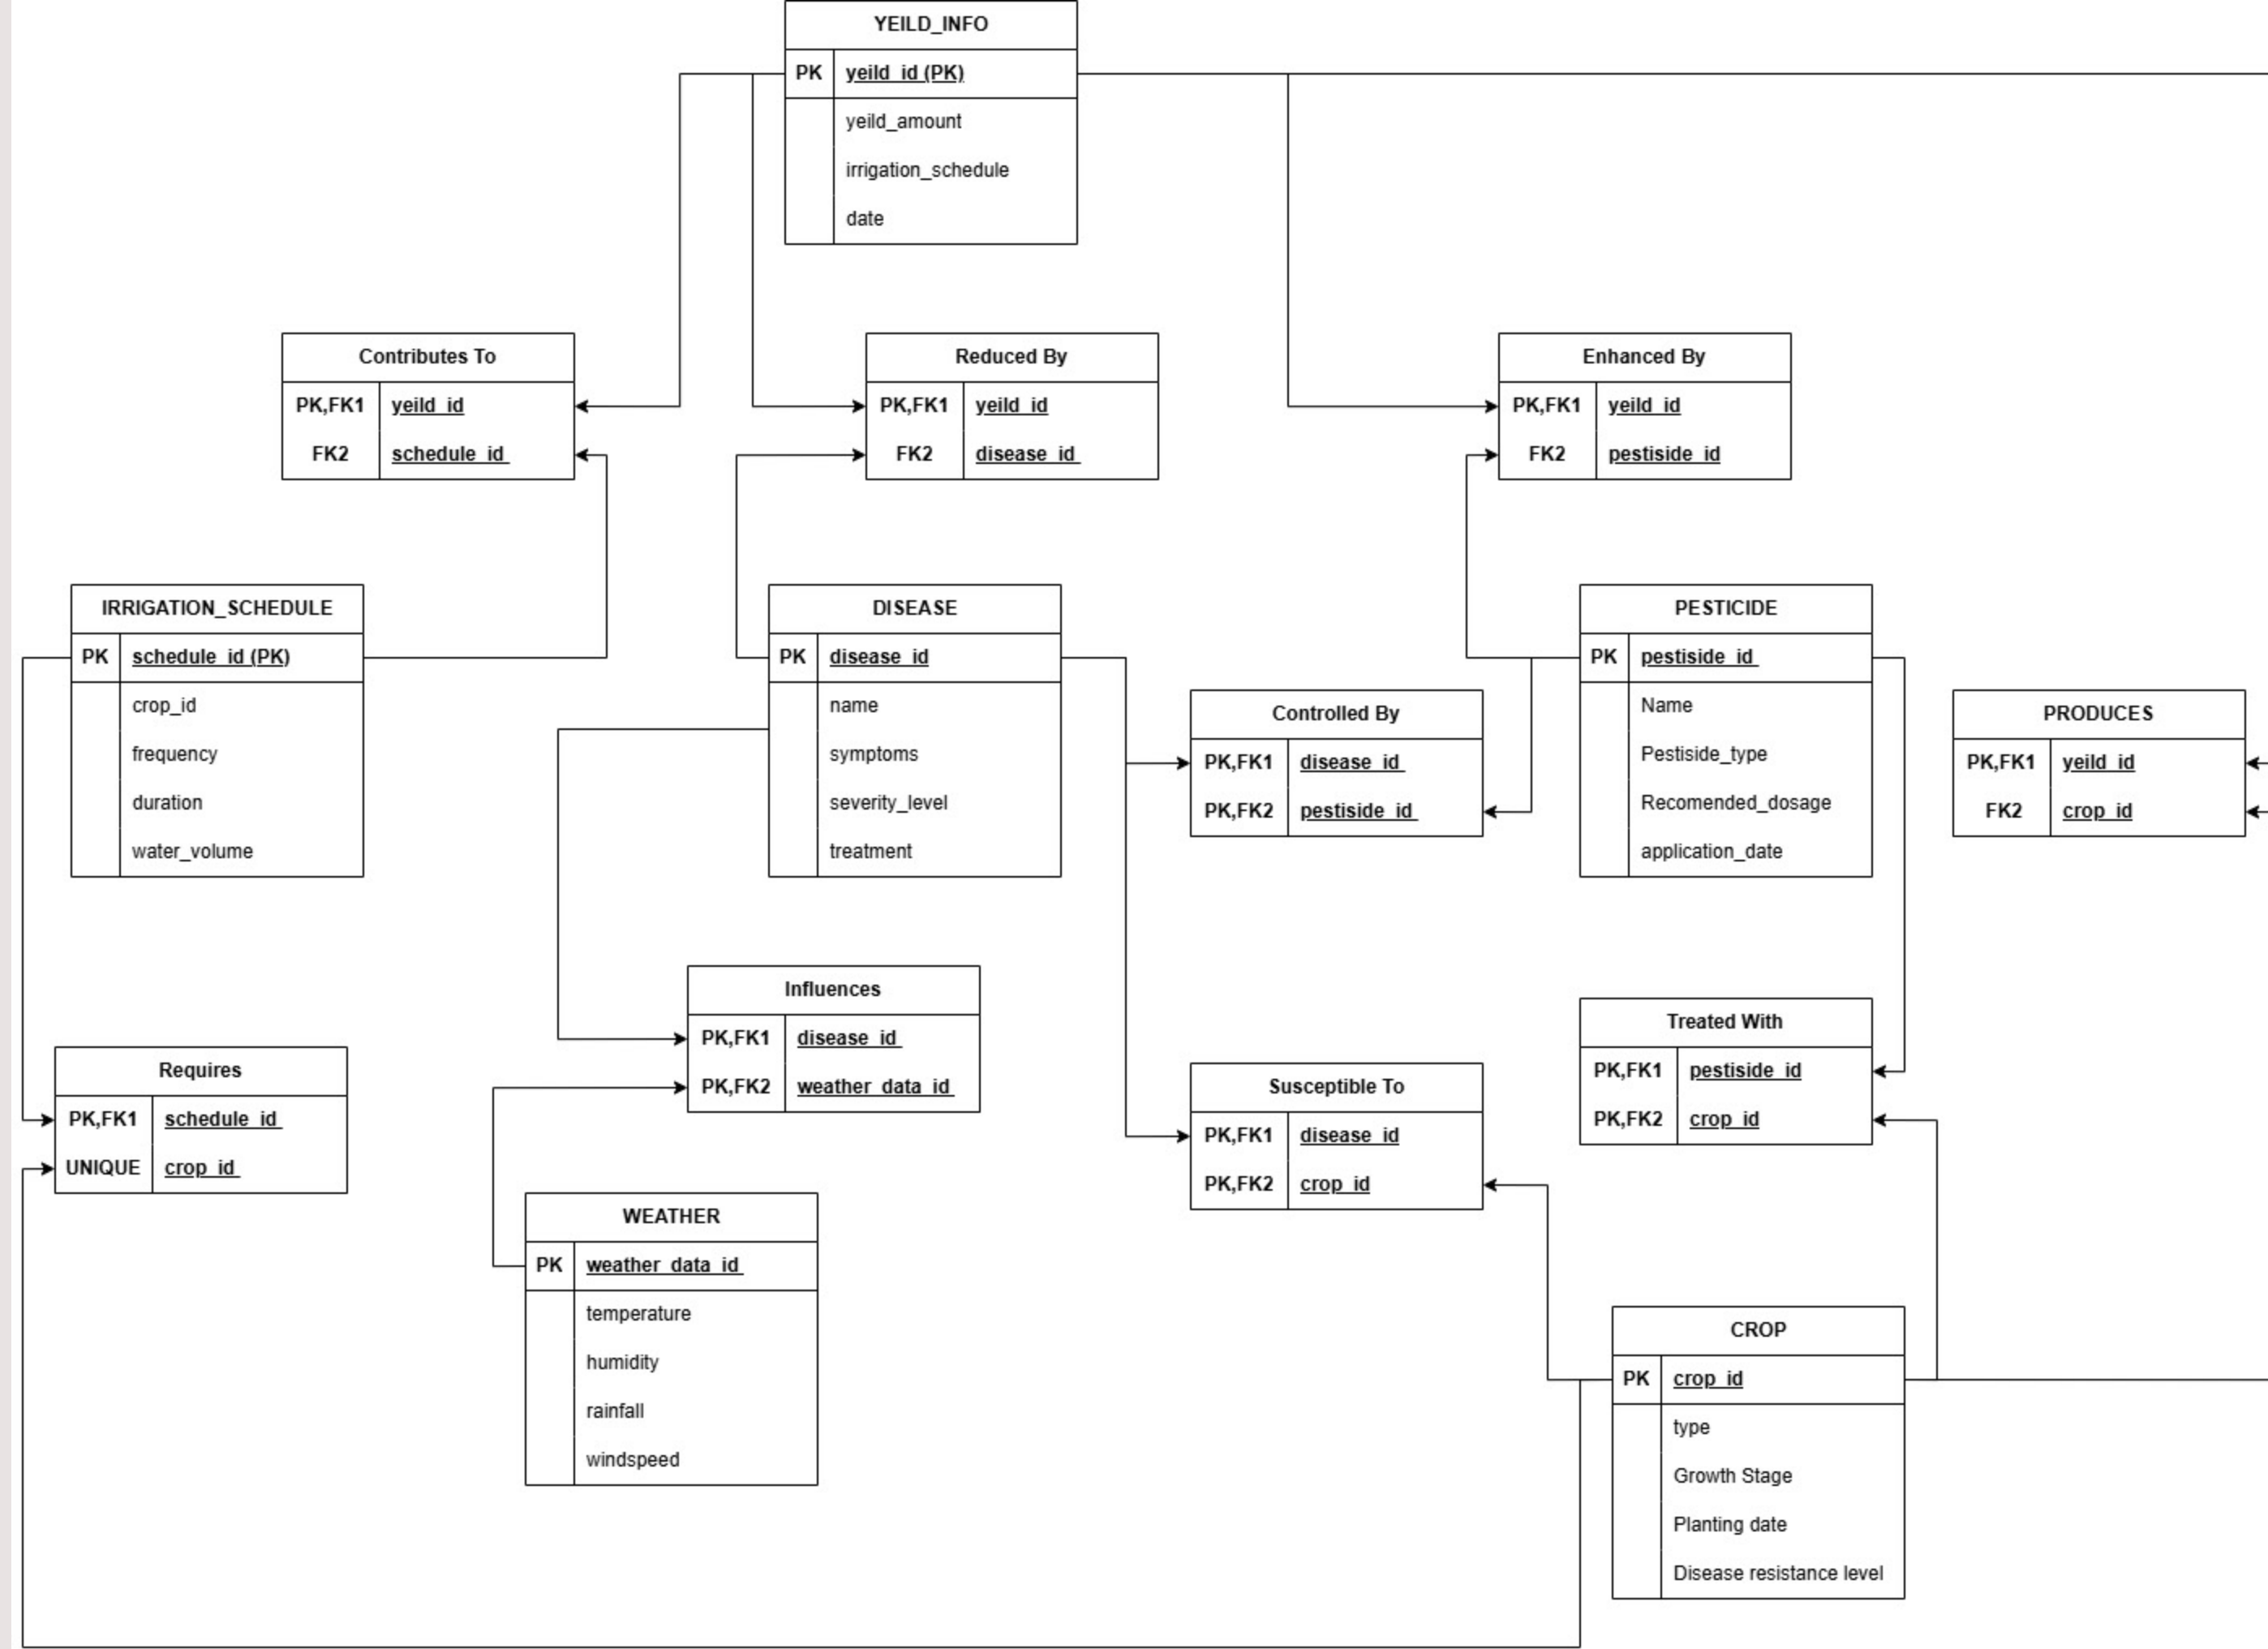 YEILD_INFO
PK yeild_id (PK)
yeild_amount
irrigation_schedule
date
Contributes To
PK,FK1 yeild_id
FK2 schedule_id
Reduced By
PK,FK1 yeild_id
FK2 disease_id
Enhanced By
PK,FK1 yeild_id
FK2 pestiside_id
IRRIGATION_SCHEDULE
PK schedule_id (PK)
crop_id
frequency
duration
water_volume
DISEASE
PK disease_id
name
symptoms
severity_level
treatment
Controlled By
PK,FK1 disease_id
PK,FK2 pestiside_id
PESTICIDE
PK pestiside_id
Name
Pestiside_type
Recomended_dosage
application_date
PRODUCES
PK,FK1 yeild_id
FK2 crop_id
Influences
PK,FK1 disease_id
PK,FK2 weather_data_id
Requires
PK,FK1 schedule_id
UNIQUE crop_id
Susceptible To
PK,FK1 disease_id
PK,FK2 crop_id
Treated With
PK,FK1 pestiside_id
PK,FK2 crop_id
WEATHER
PK weather_data_id
temperature
humidity
rainfall
windspeed
CROP
PK crop_id
type
Growth Stage
Planting date
Disease resistance level